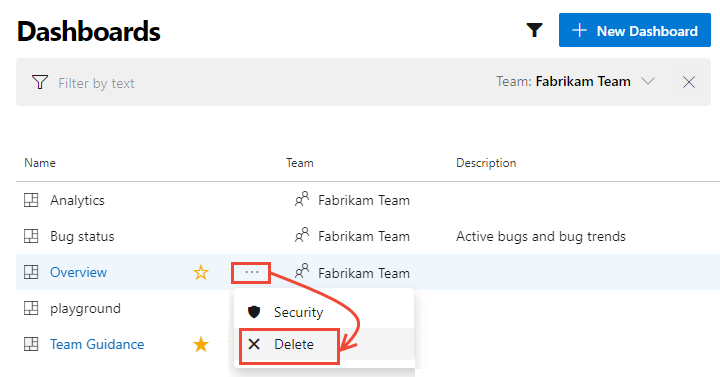 Dashboards
New Dashboard
Filter by text Team: Fabrikam Team
Name Team Description
Analytics Fabrikam Team
Bug status Fabrikam Team Active bugs and bug trends
Overview ... Fabrikam Team
playground
Security
Team Guidance
Delete